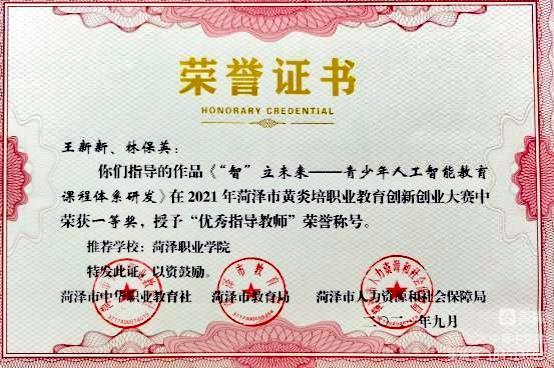 荣誉证书
HONORARY CREDENTIAL
王新新、林保英:
你们指导的作品《“智”立未来——青少年人工智能教育
课程体系研发》在2021年菏泽市黄炎培职业教育创新创业大赛中
荣获一等奖，授予“优秀指导教师”荣誉称号。
推荐学校: 菏泽职业学院
特发此证，以资鼓励。
菏泽市中华职业教育社 菏泽市教育局 菏泽市人力资源和社会保障局
二〇二一年九月